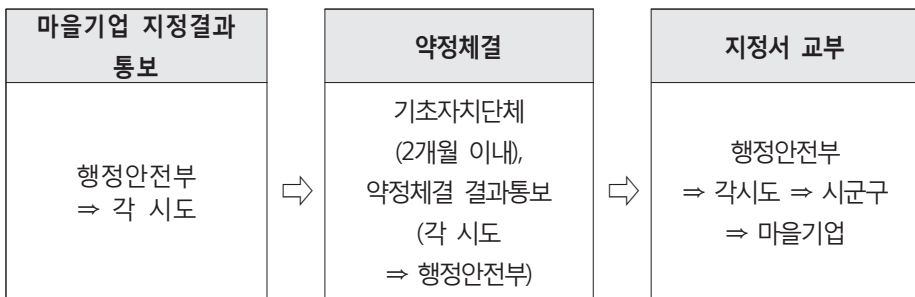 마을기업 지정결과
통보
행정안전부
⇒ 각 시도
⇨
약정체결
기초자치단체
(2개월 이내),
약정체결 결과통보
(각 시도
⇒ 행정안전부)
⇨
지정서 교부
행정안전부
⇒ 각시도 ⇒ 시군구
⇒ 마을기업